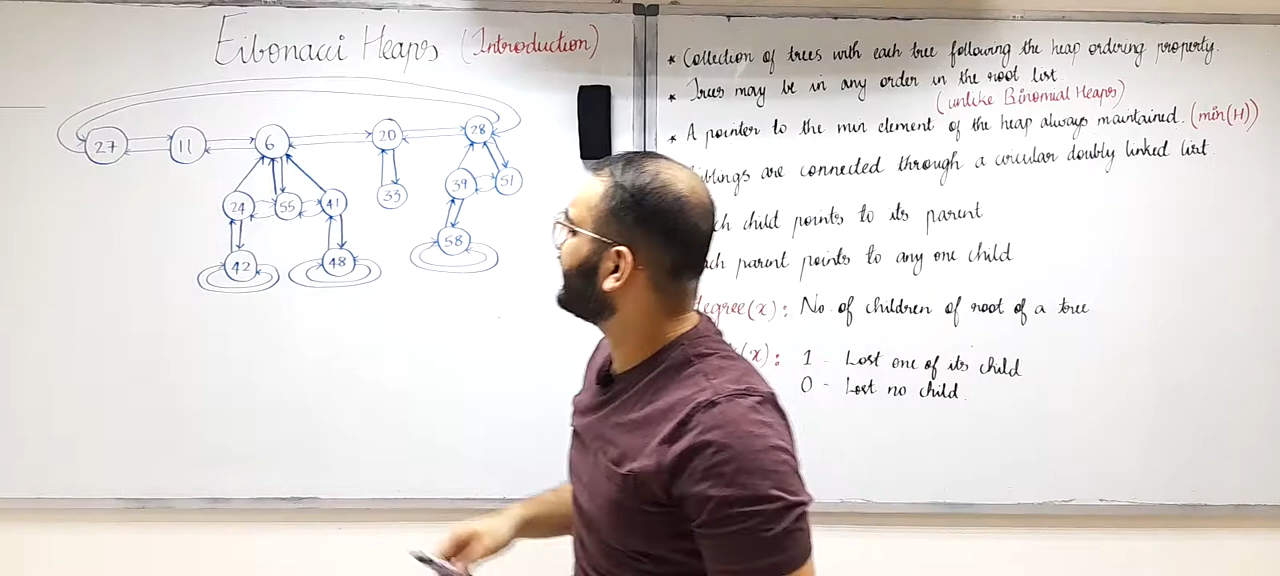 Fibonacci Heaps (Introduction)
27 11 6 20 28
24 55 41 33 39 51
42 48 58
* Collection of trees with each tree following the heap ordering property.
* Trees may be in any order in the root list.
(unlike Binomial Heaps)
* A pointer to the min element of the heap always maintained. (min(H))
iblings are connected through a circular doubly linked list.
ch child points to its parent
ach parent points to any one child
degree(x): No. of children of root of a tree
(x): 1 - Lost one of its child
0 - Lost no child.